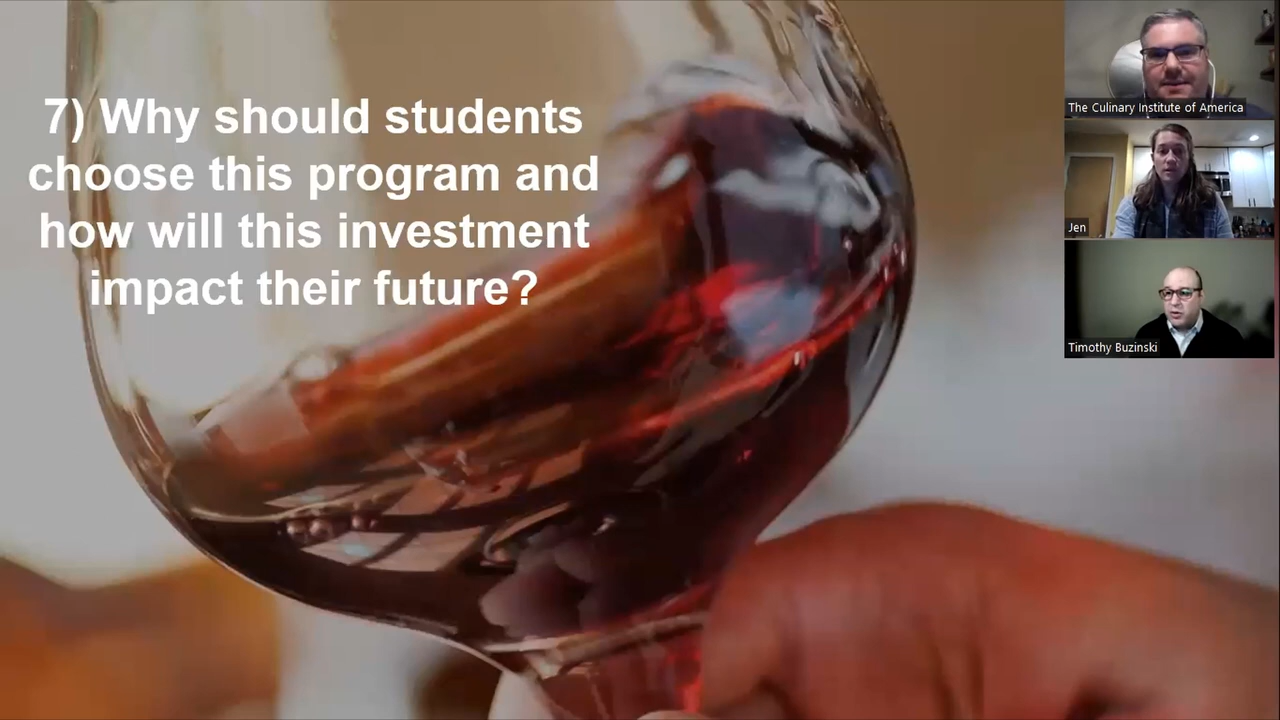 7) Why should students
choose this program and
how will this investment
impact their future?
The Culinary Institute of America
Jen
Timothy Buzinski